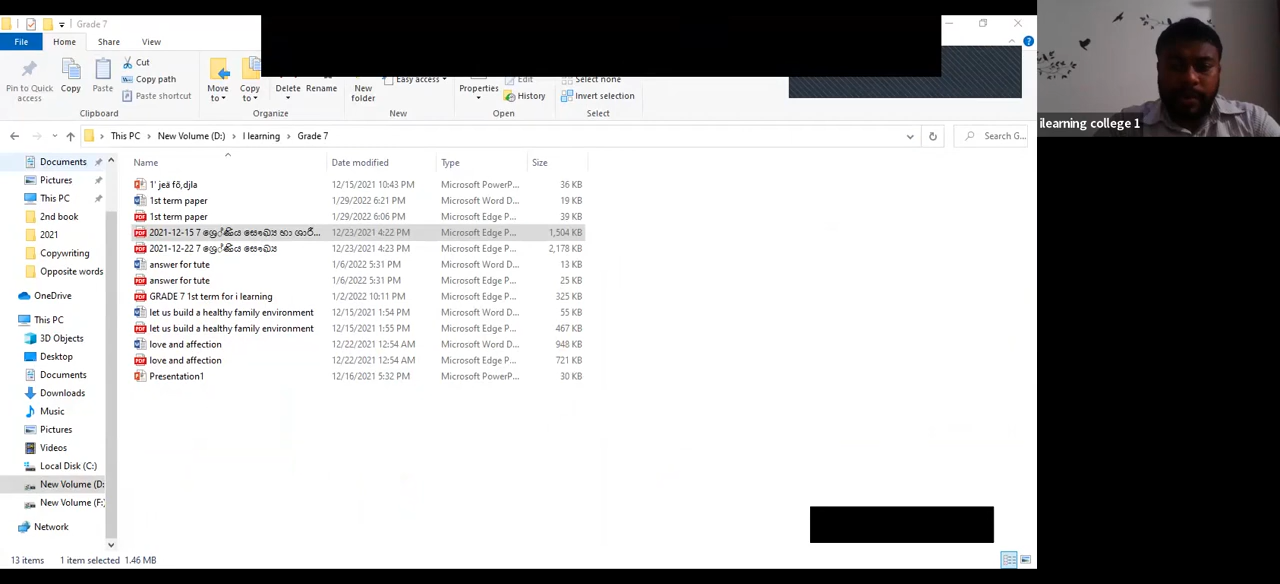 Grade 7
File Home Share View
Cut
Copy path
Paste shortcut
Pin to Quick access
Copy
Paste
Move to
Copy to
Delete
Rename
New folder
Easy access
Properties
Edit
History
Select none
Invert selection
Clipboard Organize New Open Select
This PC > New Volume (D:) > I learning > Grade 7
Search G...
Name Date modified Type Size
1st term paper 1/29/2022 6:21 PM Microsoft Word D... 19 KB
1st term paper 1/29/2022 6:06 PM Microsoft Edge P... 39 KB
12/15/2021 10:43 PM Microsoft PowerP... 36 KB
2021-12-15 7 සෞඛ්‍ය හා 12/23/2021 4:22 PM Microsoft Edge P... 1,504 KB
2021-12-22 7 සෞඛ්‍ය 12/23/2021 4:23 PM Microsoft Edge P... 2,178 KB
answer for tute 1/6/2022 5:31 PM Microsoft Word D... 13 KB
answer for tute 1/6/2022 5:31 PM Microsoft Edge P... 25 KB
GRADE 7 1st term for i learning 1/2/2022 10:11 PM Microsoft Edge P... 325 KB
let us build a healthy family environment 12/15/2021 1:54 PM Microsoft Word D... 55 KB
let us build a healthy family environment 12/15/2021 1:55 PM Microsoft Edge P... 467 KB
love and affection 12/22/2021 12:54 AM Microsoft Word D... 948 KB
love and affection 12/22/2021 12:54 AM Microsoft Edge P... 721 KB
Presentation1 12/16/2021 5:32 PM Microsoft PowerP... 30 KB
Documents
Pictures
This PC
2nd book
2021
Copywriting
Opposite words
OneDrive
This PC
3D Objects
Desktop
Documents
Downloads
Music
Pictures
Videos
Local Disk (C:)
New Volume (D:
New Volume (F:)
Network
13 items 1 item selected 1.46 MB
ilearning college 1